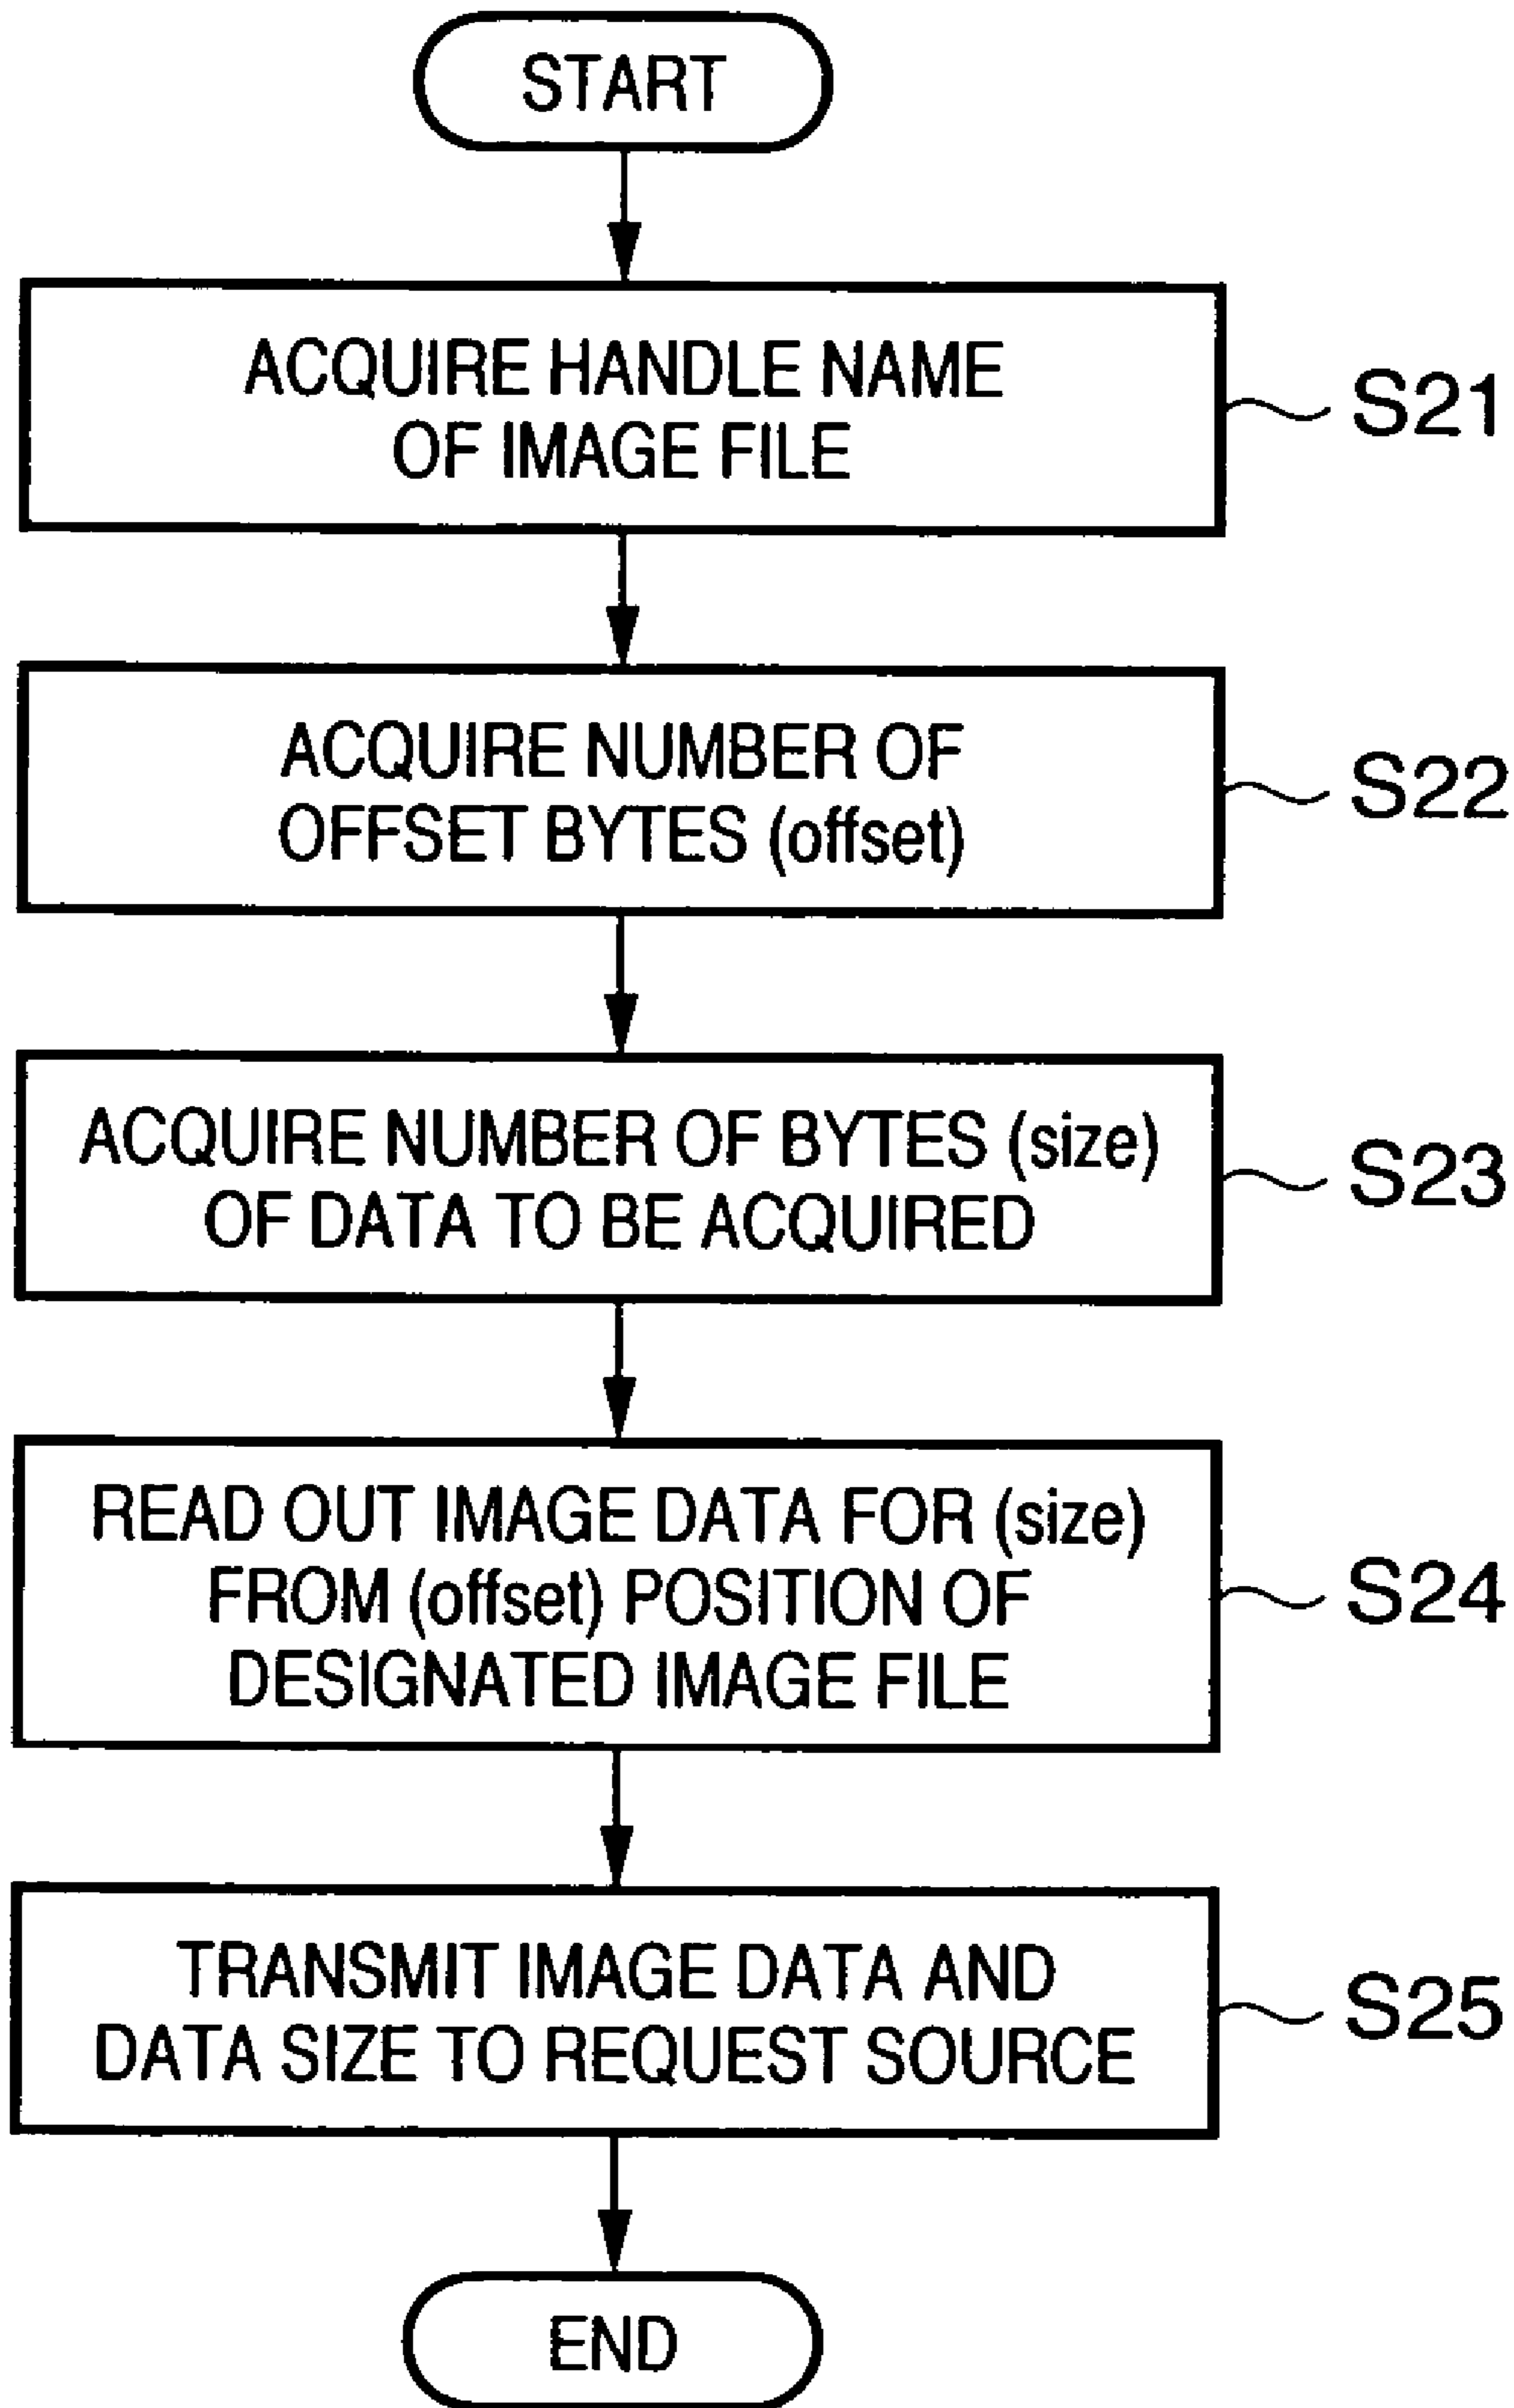 START
ACQUIRE HANDLE NAME
OF IMAGE FILE
S21
ACQUIRE NUMBER OF
OFFSET BYTES (offset)
S22
ACQUIRE NUMBER OF BYTES (size)
OF DATA TO BE ACQUIRED
S23
READ OUT IMAGE DATA FOR (size)
FROM (offset) POSITION OF
DESIGNATED IMAGE FILE
S24
TRANSMIT IMAGE DATA AND
DATA SIZE TO REQUEST SOURCE
S25
END